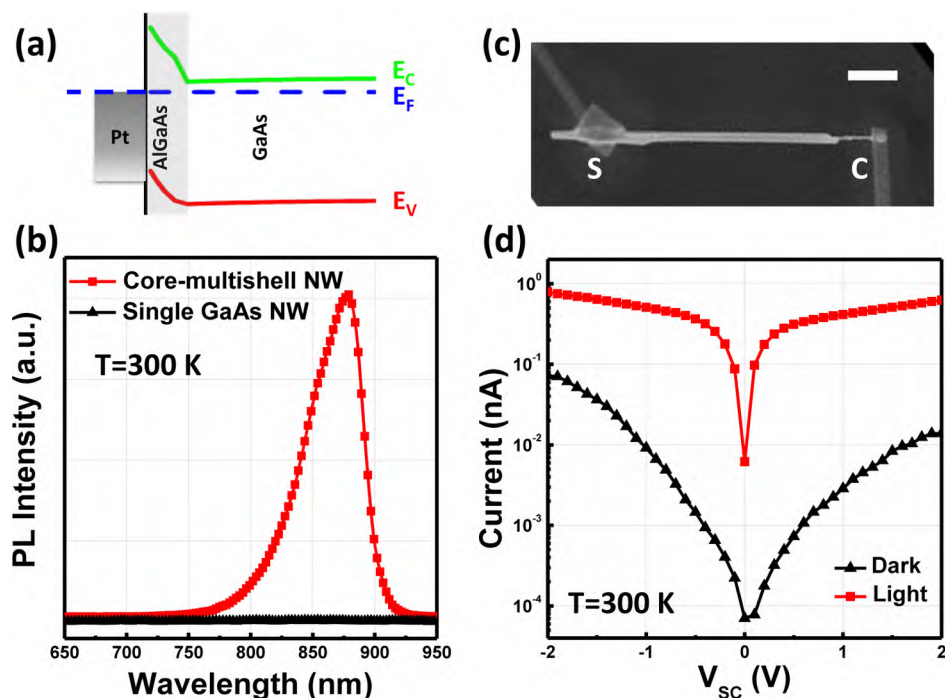 (a)
E_C
E_F
E_V
Pt
AlGaAs
GaAs
(b)
Core-multishell NW
Single GaAs NW
T=300 K
PL Intensity (a.u.)
650 700 750 800 850 900 950
Wavelength (nm)
(c)
S
C
(d)
10^0
10^-1
10^-2
10^-3
10^-4
Current (nA)
Dark
Light
T=300 K
-2 -1 0 1 2
V_SC (V)